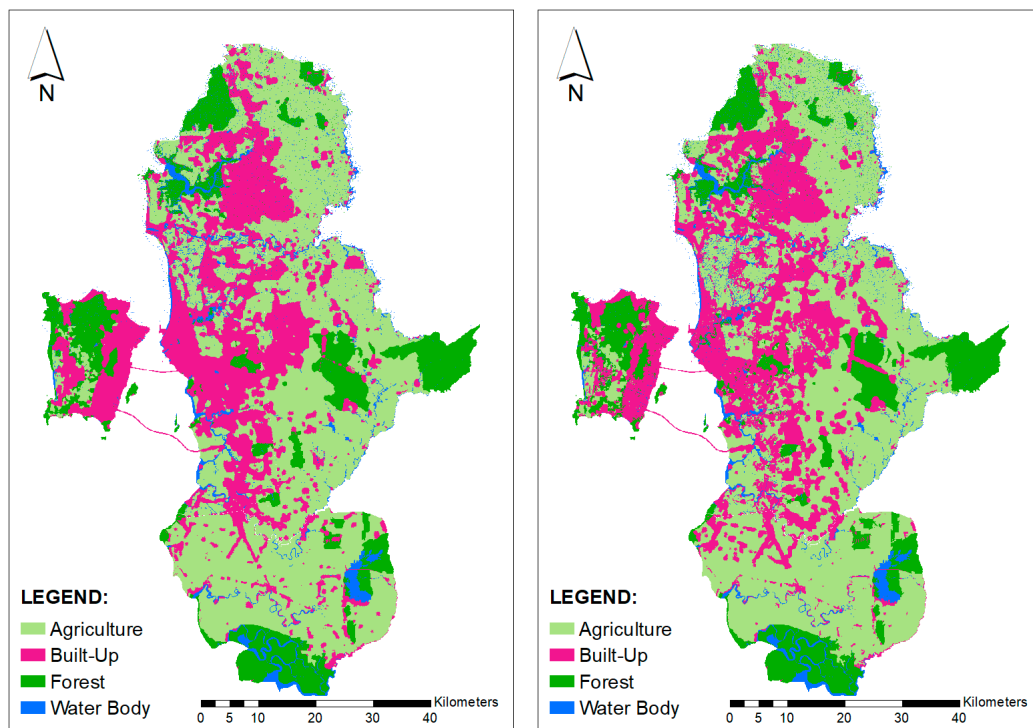 N
LEGEND:
Agriculture
Built-Up
Forest
Water Body
Kilometers
0 5 10 20 30 40
N
LEGEND:
Agriculture
Built-Up
Forest
Water Body
Kilometers
0 5 10 20 30 40